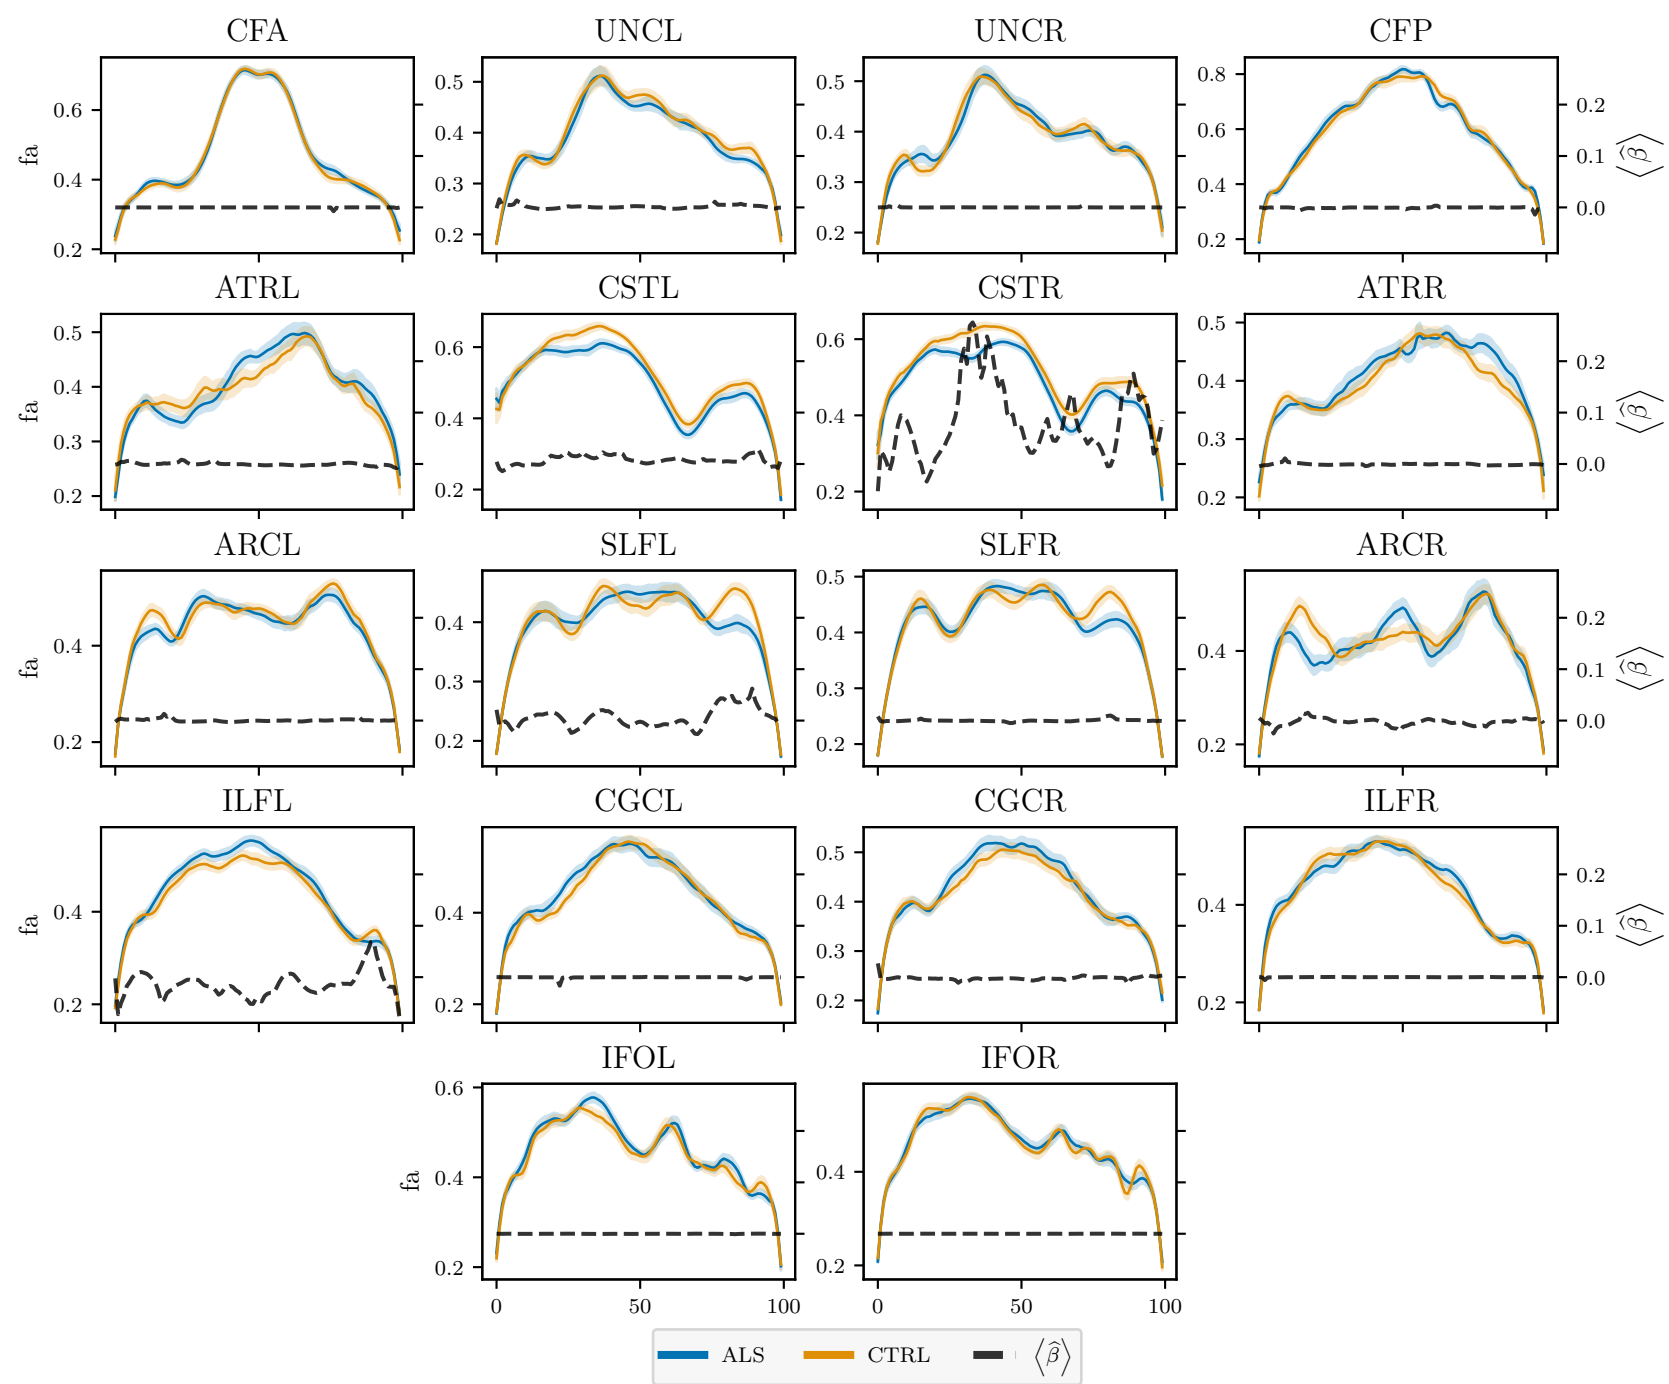 CFA UNCL UNCR CFP
fa 0.6 0.4 0.2
0.5 0.4 0.3 0.2
0.5 0.4 0.3 0.2
0.8 0.6 0.4 0.2
0.2 0.1 0.0 ⟨β̂⟩
ATRL CSTL CSTR ATRR
fa 0.5 0.4 0.3 0.2
0.6 0.4 0.2
0.6 0.4 0.2
0.5 0.4 0.3 0.2
0.2 0.1 0.0 ⟨β̂⟩
ARCL SLFL SLFR ARCR
fa 0.4 0.2
0.4 0.3 0.2
0.5 0.4 0.3 0.2
0.4 0.2
0.2 0.1 0.0 ⟨β̂⟩
ILFL CGCL CGCR ILFR
fa 0.4 0.2
0.4 0.2
0.5 0.4 0.3 0.2
0.4 0.2
0.2 0.1 0.0 ⟨β̂⟩
IFOL IFOR
fa 0.6 0.4 0.2
0.4 0.2
0 50 100 0 50 100
ALS CTRL ⟨β̂⟩